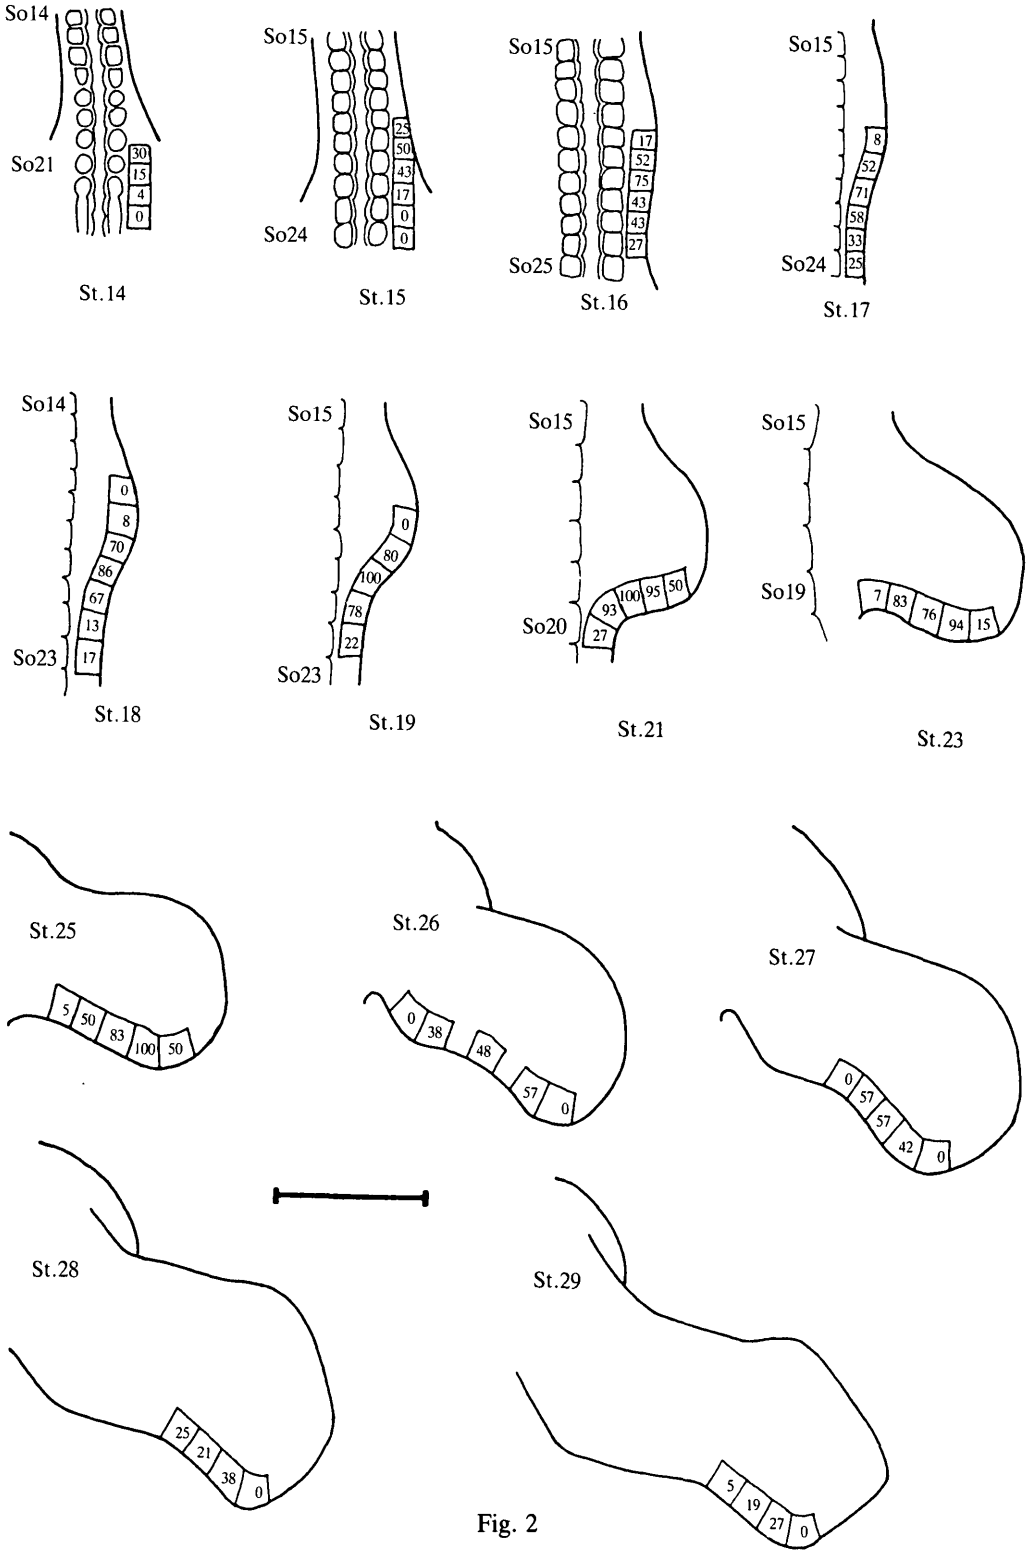 So14
30
15
So21
4
0
St.14
So15
25
50
43
17
0
So24
0
St.15
So15
17
52
75
43
43
27
So25
St.16
So15
8
52
71
58
33
So24
25
St.17
So14
0
8
70
86
67
13
So23
17
St.18
So15
0
80
100
78
22
So23
St.19
So15
50
95
100
93
So20
27
St.21
So15
So19
7
83
76
94
15
St.23
St.25
5
50
83
100
50
St.26
0
38
48
57
0
St.27
0
57
57
42
0
St.28
25
21
38
0
St.29
5
19
27
0
Fig. 2